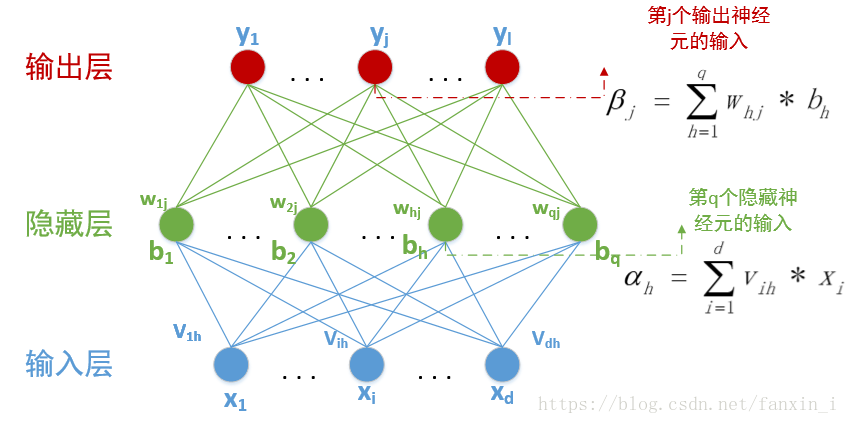 第j个输出神经
元的输入
y1 yj yl
输出层
. . . . . .
βj = ∑ q h=1 whj * bh
w1j w2j whj wqj
第q个隐藏神
经元的输入
隐藏层
. . . . . . . . .
b1 b2 bh bq
αh = ∑ d i=1 vih * xi
V1h Vih Vdh
输入层
. . . . . .
x1 xi xd
https://blog.csdn.net/fanxin_i